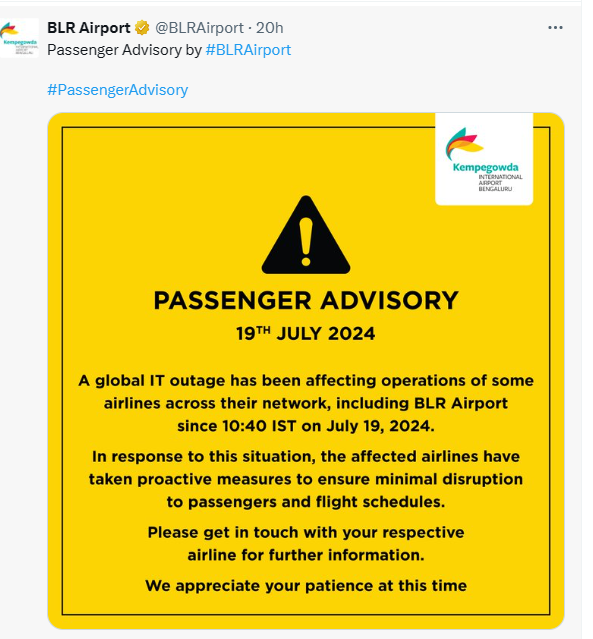 BLR Airport @BLRAirport · 20h
Passenger Advisory by #BLRAirport
#PassengerAdvisory
Kempegowda
INTERNATIONAL
AIRPORT
BENGALURU
PASSENGER ADVISORY
19TH JULY 2024
A global IT outage has been affecting operations of some
airlines across their network, including BLR Airport
since 10:40 IST on July 19, 2024.
In response to this situation, the affected airlines have
taken proactive measures to ensure minimal disruption
to passengers and flight schedules.
Please get in touch with your respective
airline for further information.
We appreciate your patience at this time